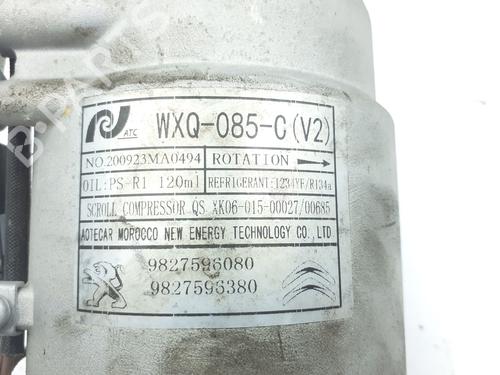 ATC WXQ-085-C(V2)
NO.200923MA0494 ROTATION
OIL:PS-R1 120ml REFRIGERANT:1234YF/R134a
SCROLL COMPRESSOR QS XK06-015-00027/00685
AOTECAR MOROCCO NEW ENERGY TECHNOLOGY CO., LTD
9827596080
9827596380
B-PARTS